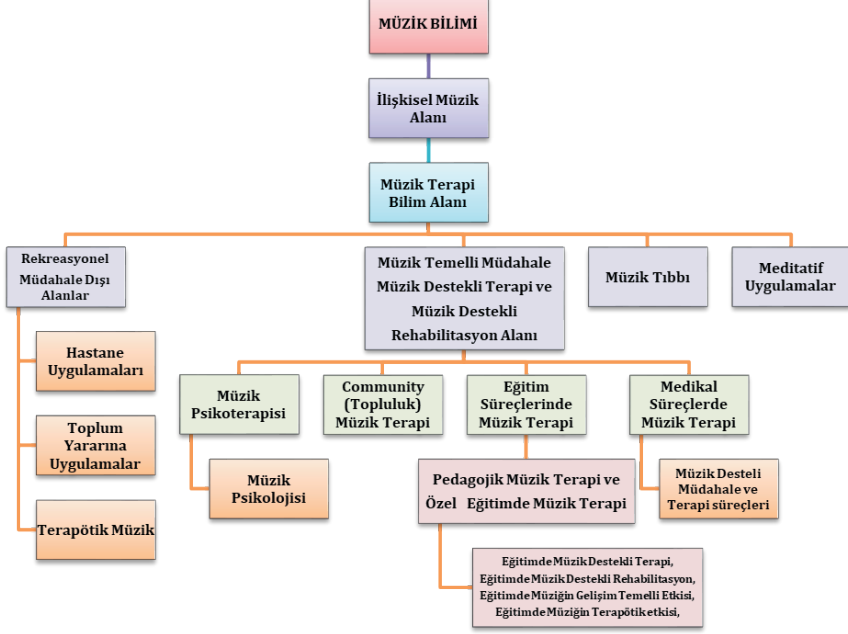 MÜZİK BİLİMİ
İlişkisel Müzik
Alanı
Müzik Terapi
Bilim Alanı
Rekreasyonel
Müdahale Dışı
Alanlar
Müzik Temelli Müdahale
Müzik Destekli Terapi ve
Müzik Destekli
Rehabilitasyon Alanı
Müzik Tıbbı
Meditatif
Uygulamalar
Hastane
Uygulamaları
Toplum
Yararına
Uygulamalar
Terapötik Müzik
Müzik
Psikoterapisi
Community
(Topluluk)
Müzik Terapi
Eğitim
Süreçlerinde
Müzik Terapi
Medikal
Süreçlerde
Müzik Terapi
Müzik
Psikolojisi
Pedagojik Müzik Terapi ve
Özel Eğitimde Müzik Terapi
Müzik Desteli
Müdahale ve
Terapi süreçleri
Eğitimde Müzik Destekli Terapi,
Eğitimde Müzik Destekli Rehabilitasyon,
Eğitimde Müziğin Gelişim Temelli Etkisi,
Eğitimde Müziğin Terapötik etkisi,